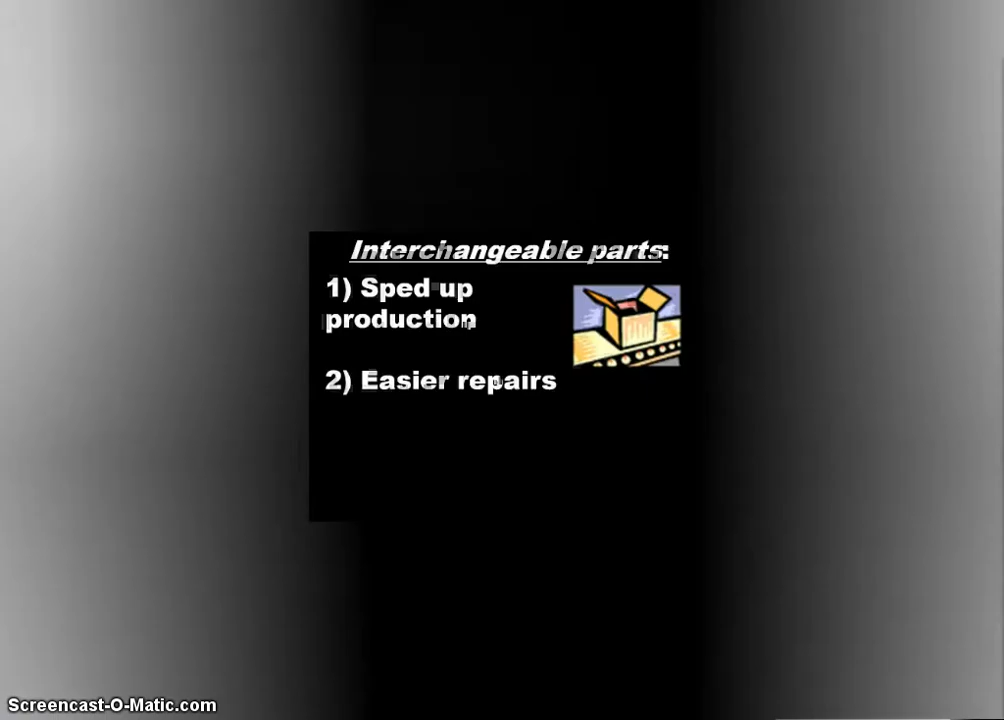 Interchangeable parts:
1) Sped up
production
2) Easier repairs
Screencast-O-Matic.com